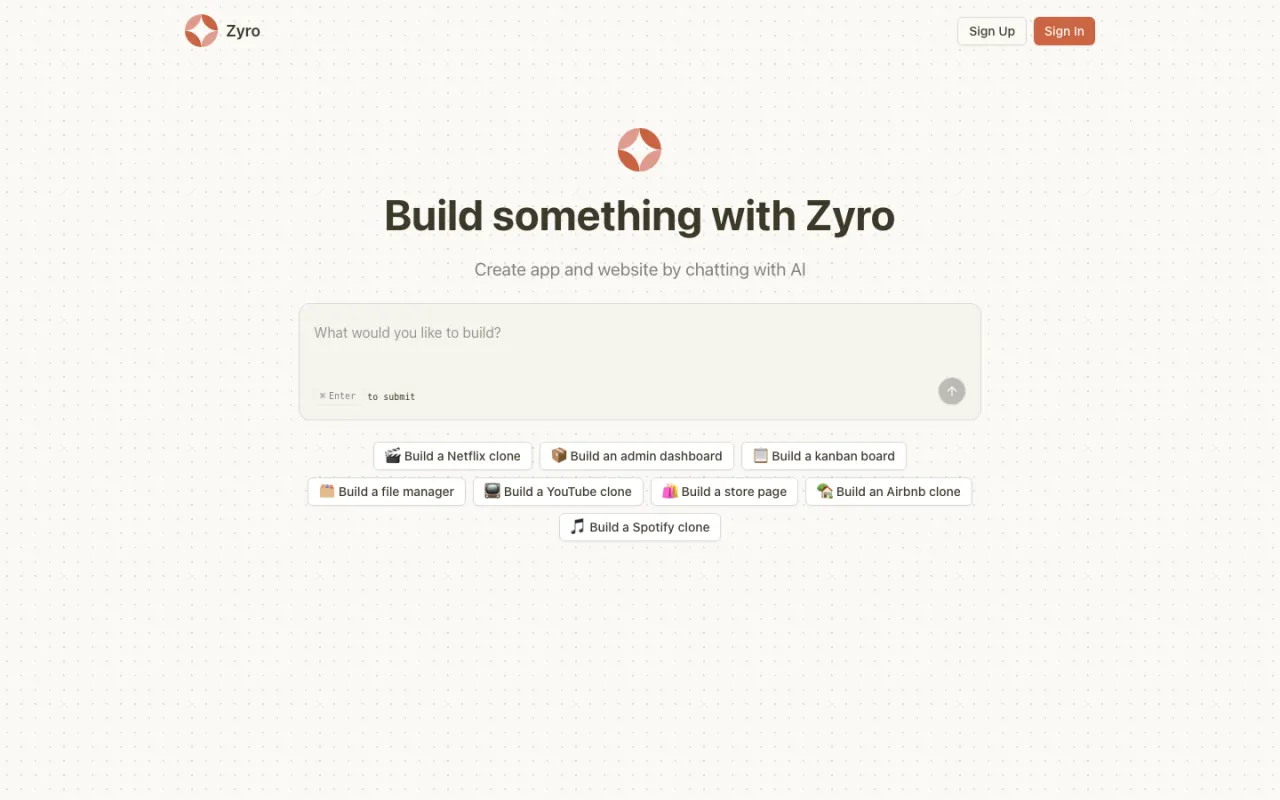 Zyro
Sign Up
Sign In
Build something with Zyro
Create app and website by chatting with AI
What would you like to build?
⌘ Enter to submit
Build a Netflix clone
Build an admin dashboard
Build a kanban board
Build a file manager
Build a YouTube clone
Build a store page
Build an Airbnb clone
Build a Spotify clone